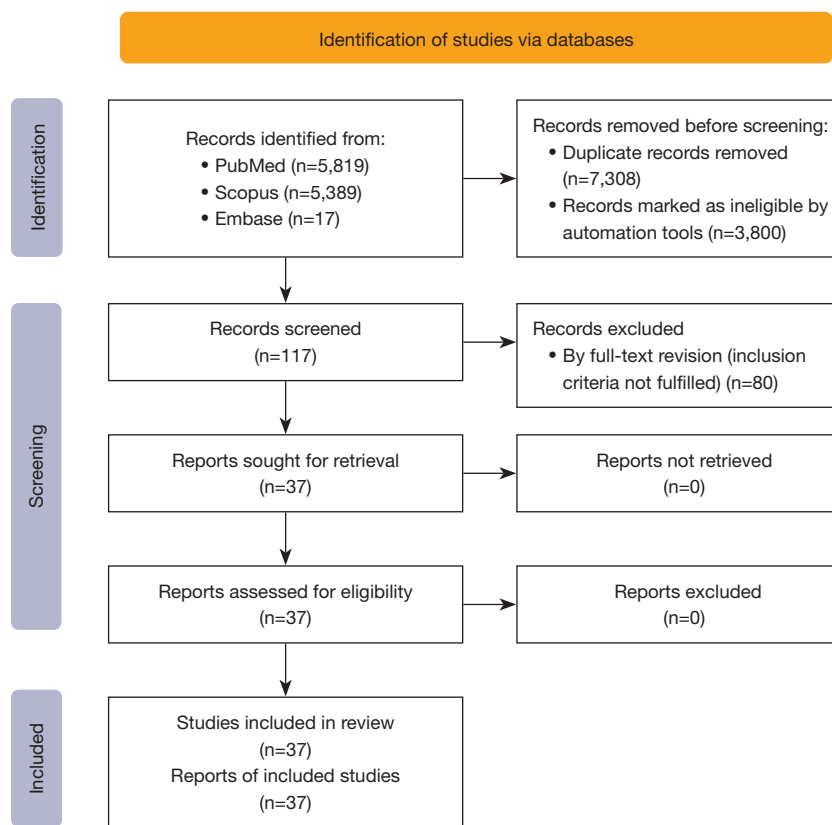 Identification of studies via databases
Identification
Records identified from:
• PubMed (n=5,819)
• Scopus (n=5,389)
• Embase (n=17)
Records removed before screening:
• Duplicate records removed
(n=7,308)
• Records marked as ineligible by
automation tools (n=3,800)
Screening
Records screened
(n=117)
Records excluded
• By full-text revision (inclusion
criteria not fulfilled) (n=80)
Reports sought for retrieval
(n=37)
Reports not retrieved
(n=0)
Reports assessed for eligibility
(n=37)
Reports excluded
(n=0)
Included
Studies included in review
(n=37)
Reports of included studies
(n=37)